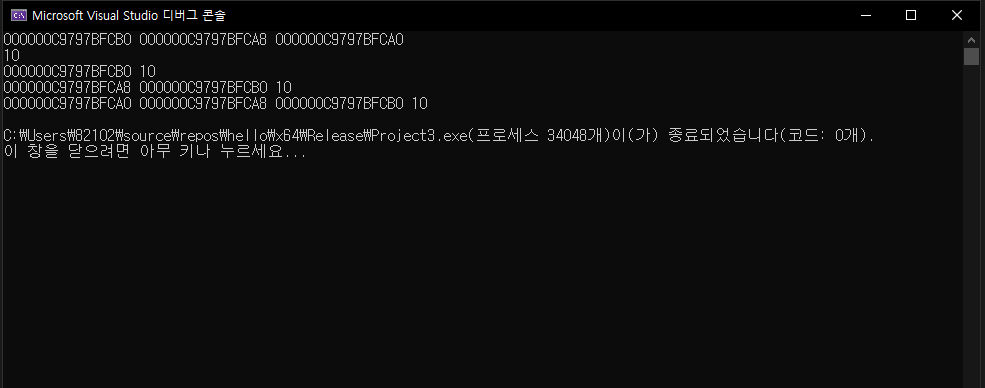 Microsoft Visual Studio 디버그 콘솔
000000C9797BFCB0 000000C9797BFCA8 000000C9797BFCA0
10
000000C9797BFCB0 10
000000C9797BFCA8 000000C9797BFCB0 10
000000C9797BFCA0 000000C9797BFCA8 000000C9797BFCB0 10
C:₩Users₩82102₩source₩repos₩hello₩x64₩Release₩Project3.exe(프로세스 34048개)이(가) 종료되었습니다(코드: 0개).
이 창을 닫으려면 아무 키나 누르세요...